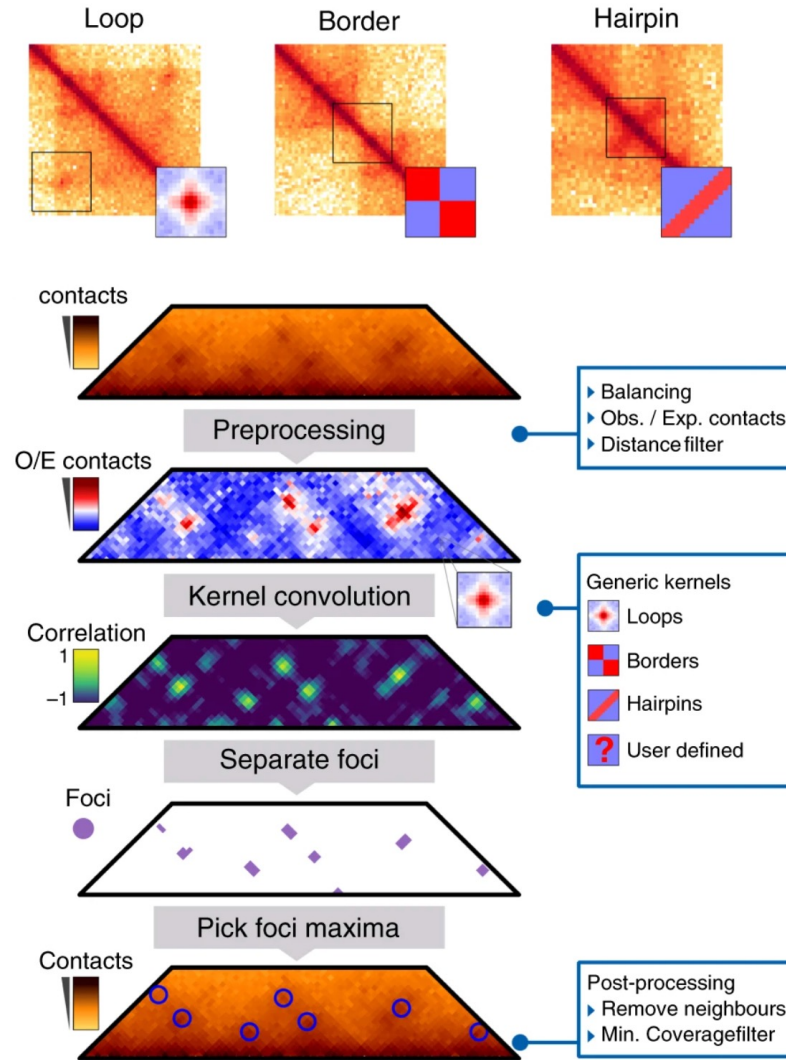 Loop
Border
Hairpin
contacts
Preprocessing
▸ Balancing
▸ Obs. / Exp. contacts
▸ Distance filter
O/E contacts
Kernel convolution
Generic kernels
Loops
Borders
Hairpins
? User defined
Correlation
1
−1
Separate foci
Foci
Pick foci maxima
Contacts
Post-processing
▸ Remove neighbours
▸ Min. Coveragefilter